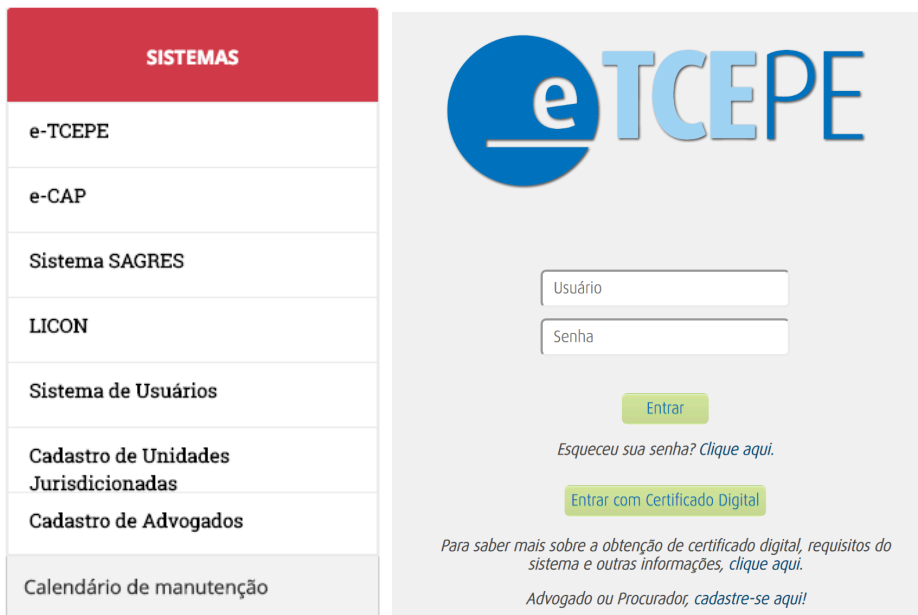 SISTEMAS
e-TCEPE
e-CAP
Sistema SAGRES
LICON
Sistema de Usuários
Cadastro de Unidades
Jurisdicionadas
Cadastro de Advogados
Calendário de manutenção
eTCEPE
Usuário
Senha
Entrar
Esqueceu sua senha? Clique aqui.
Entrar com Certificado Digital
Para saber mais sobre a obtenção de certificado digital, requisitos do
sistema e outras informações, clique aqui.
Advogado ou Procurador, cadastre-se aqui!